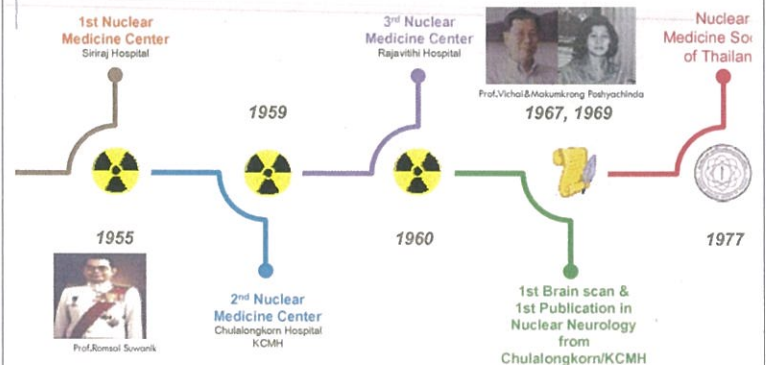 1st Nuclear
Medicine Center
Siriraj Hospital
1955
Prof.Romsai Suwanik
1959
2nd Nuclear
Medicine Center
Chulalongkorn Hospital
KCMH
3rd Nuclear
Medicine Center
Rajavitihi Hospital
1960
Prof.Vichai&Makumkrong Poshyachinda
1967, 1969
1st Brain scan &
1st Publication in
Nuclear Neurology
from
Chulalongkorn/KCMH
Nuclear
Medicine Soc
of Thailan
1977